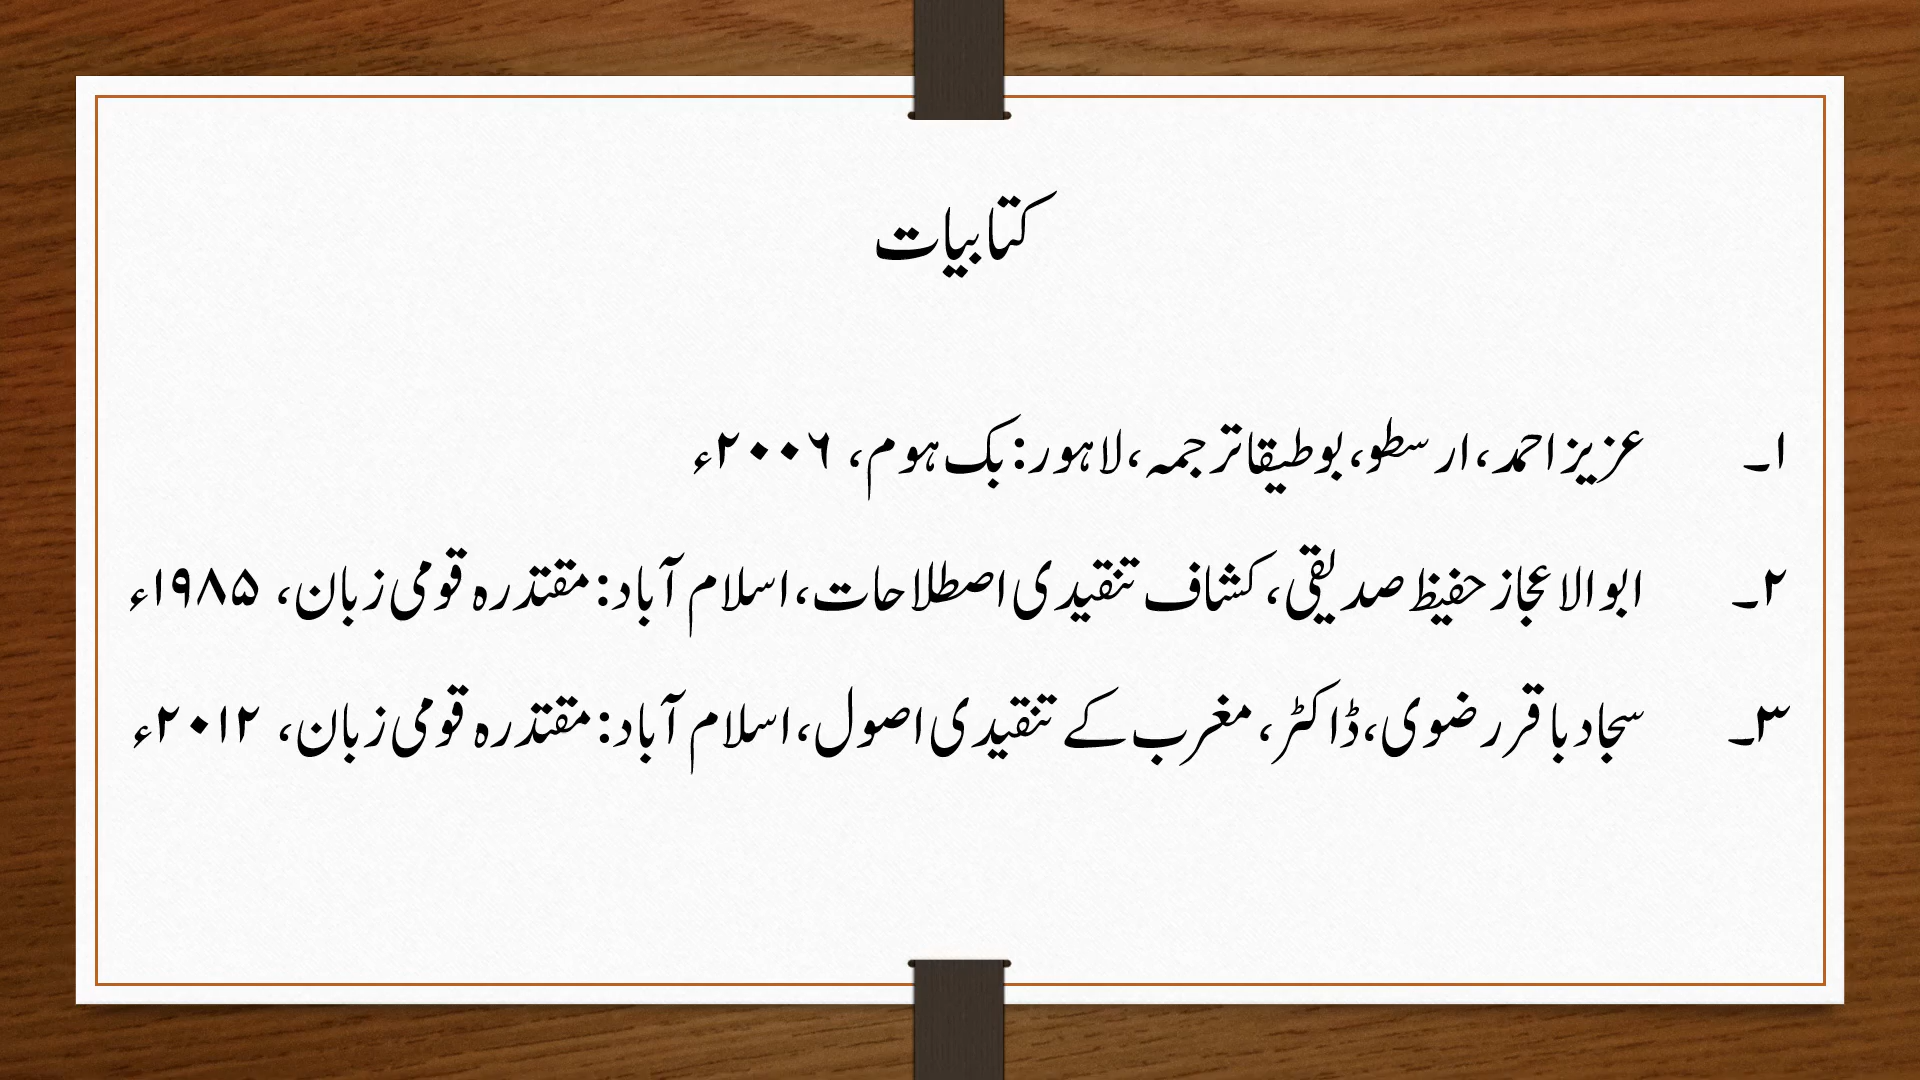 کتابیات
۱۔ عزیز احمد، ارسطو، بوطیقا ترجمہ، لاہور: بک ہوم، ۲۰۰۶ء
۲۔ ابوالاعجاز حفیظ صدیقی، کشاف تنقیدی اصطلاحات، اسلام آباد: مقتدرہ قومی زبان، ۱۹۸۵ء
۳۔ سجاد باقر رضوی، ڈاکٹر، مغرب کے تنقیدی اصول، اسلام آباد: مقتدرہ قومی زبان، ۲۰۱۲ء